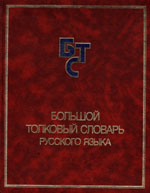 БТС
БОЛЬШОЙ
ТОЛКОВЫЙ СЛОВАРЬ
РУССКОГО ЯЗЫКА